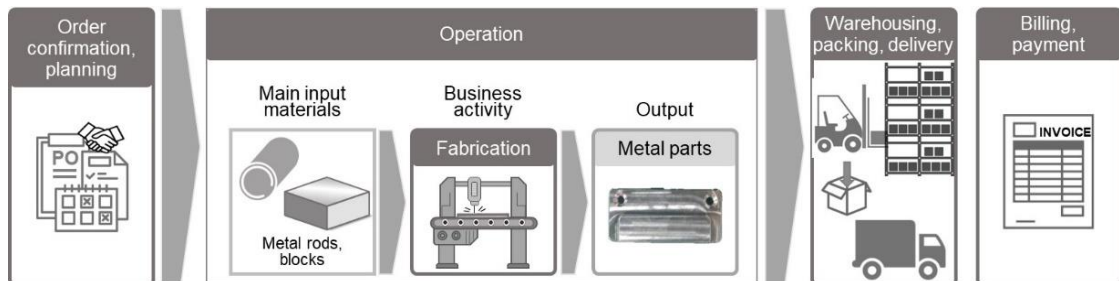 Order
confirmation,
planning
PO
Operation
Main input
materials
Metal rods,
blocks
Business
activity
Fabrication
Output
Metal parts
Warehousing,
packing, delivery
Billing,
payment
INVOICE